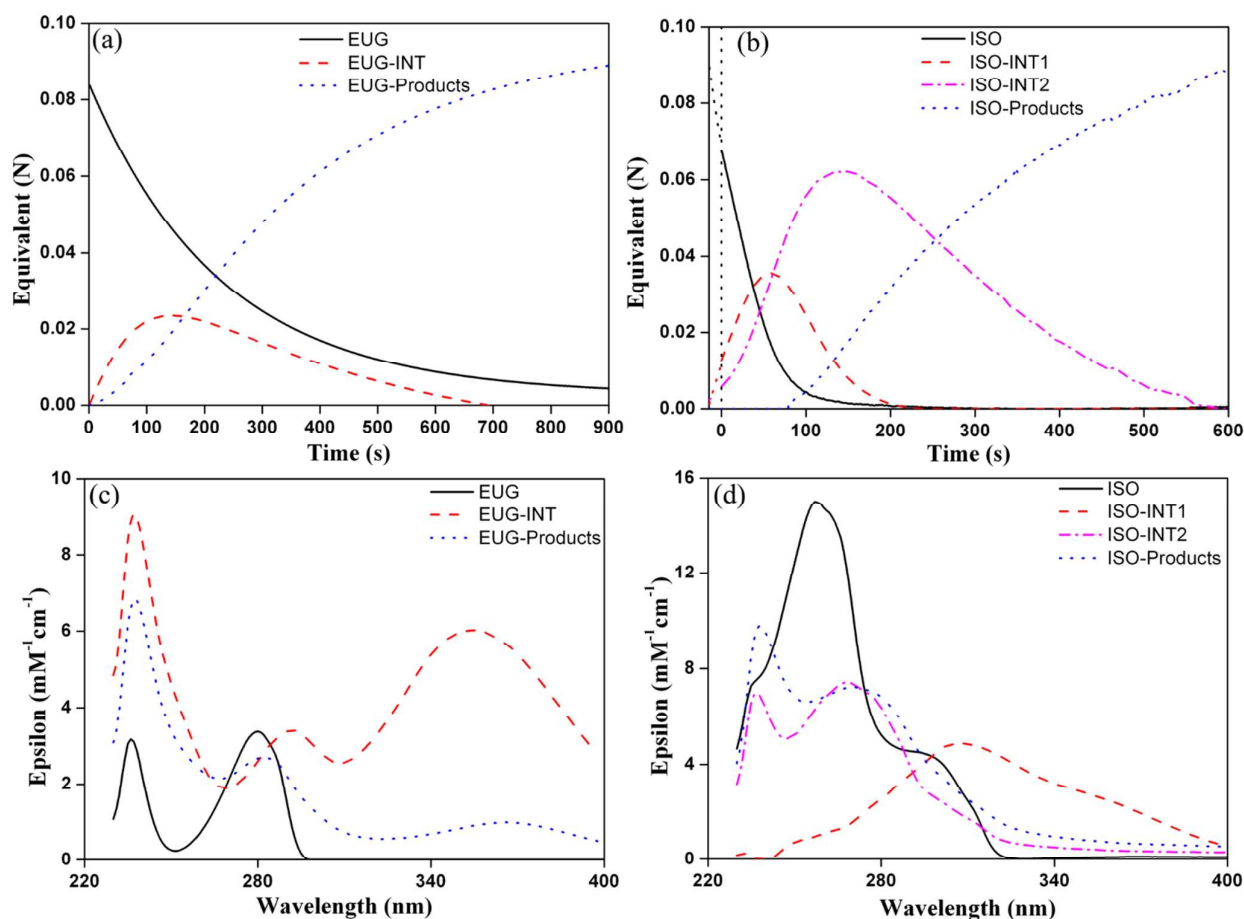 (a)
EUG
EUG-INT
EUG-Products
0.10
0.08
0.06
0.04
0.02
0.00
Equivalent (N)
0 100 200 300 400 500 600 700 800 900
Time (s)
(b)
ISO
ISO-INT1
ISO-INT2
ISO-Products
0.10
0.08
0.06
0.04
0.02
0.00
Equivalent (N)
0 100 200 300 400 500 600
Time (s)
(c)
EUG
EUG-INT
EUG-Products
10
8
6
4
2
0
Epsilon (mM⁻¹cm⁻¹)
220 280 340 400
Wavelength (nm)
(d)
ISO
ISO-INT1
ISO-INT2
ISO-Products
16
12
8
4
0
Epsilon (mM⁻¹cm⁻¹)
220 280 340 400
Wavelength (nm)